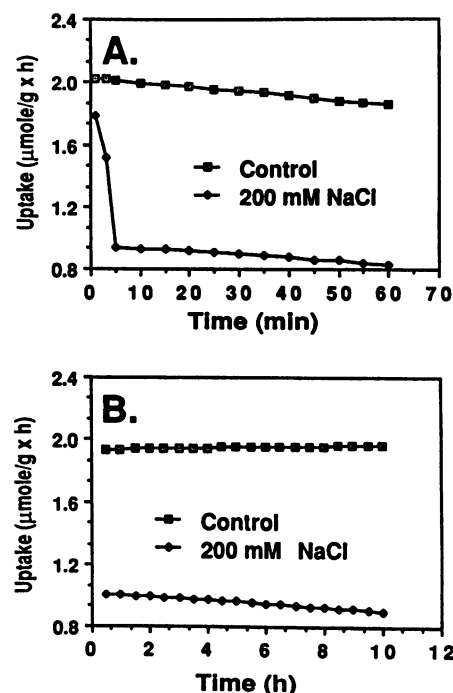 A.
2.4
2.0
1.6
1.2
0.8
Uptake (μmole/g x h)
Control
200 mM NaCl
0 10 20 30 40 50 60 70
Time (min)
B.
2.4
2.0
1.6
1.2
0.8
Uptake (μmole/g x h)
Control
200 mM NaCl
0 2 4 6 8 10 12
Time (h)